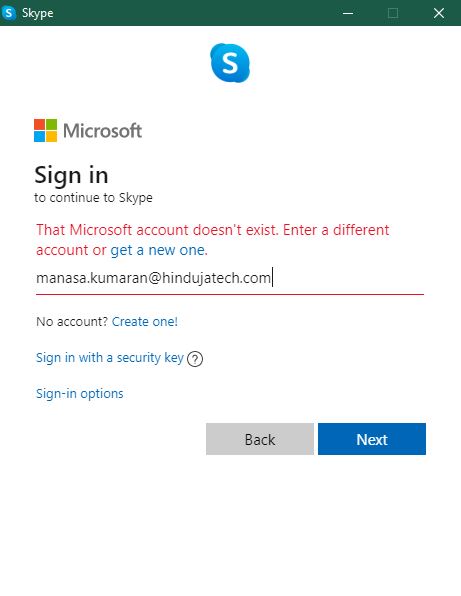 Skype
S
Microsoft
Sign in
to continue to Skype
That Microsoft account doesn't exist. Enter a different
account or get a new one.
manasa.kumaran@hindujatech.com
No account? Create one!
Sign in with a security key ?
Sign-in options
Back Next